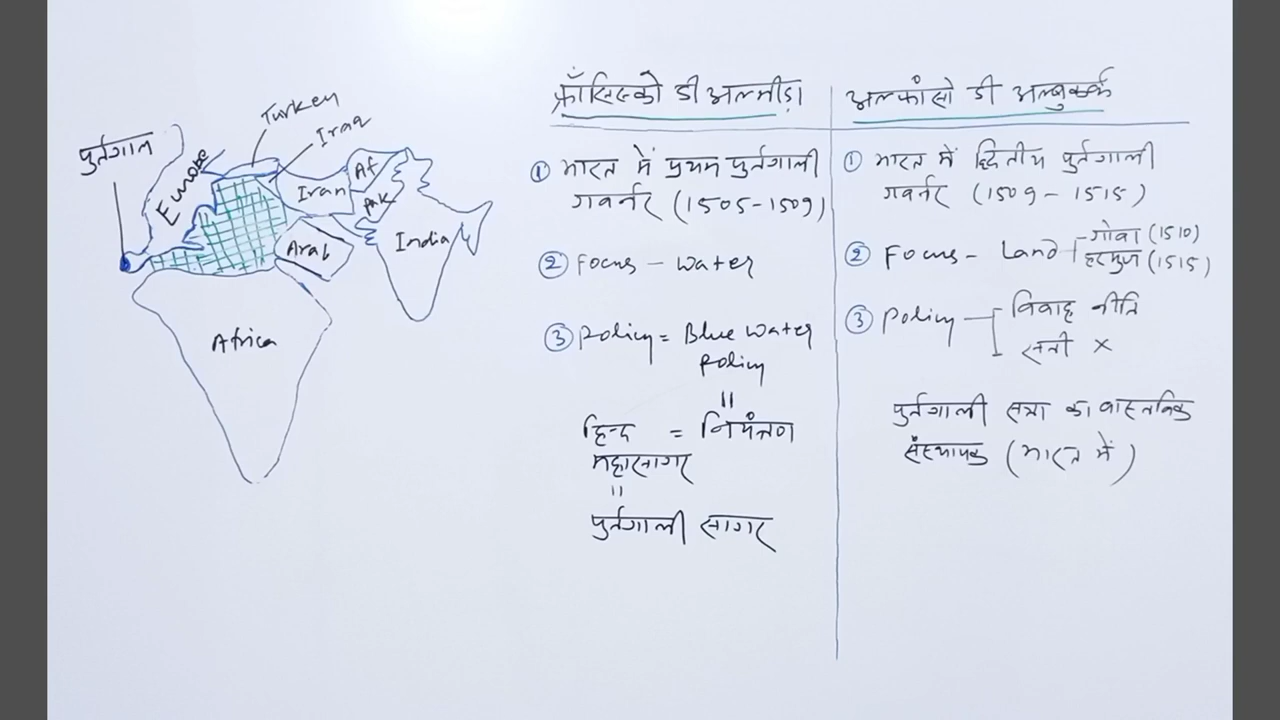 Turkey
Iraq
पुर्तगाल
Europe
Iran
Af
Pak
Arab
India
Africa
फ्राँसिस्को डी अल्मीड़ा
① भारत में प्रथम पुर्तगाली
गवर्नर (1505-1509)
② Focus - Water
③ Policy = Blue Water
Policy
=
हिन्द = नियंत्रण
महासागर
=
पुर्तगाली सागर
अल्फांसो डी अल्बुकर्क
① भारत में द्वितीय पुर्तगाली
गवर्नर (1509 - 1515)
② Focus - Land - गोवा (1510)
हरमुज (1515)
③ Policy - विवाह नीति
सती ×
पुर्तगाली सत्ता का वास्तविक
संस्थापक (भारत में)